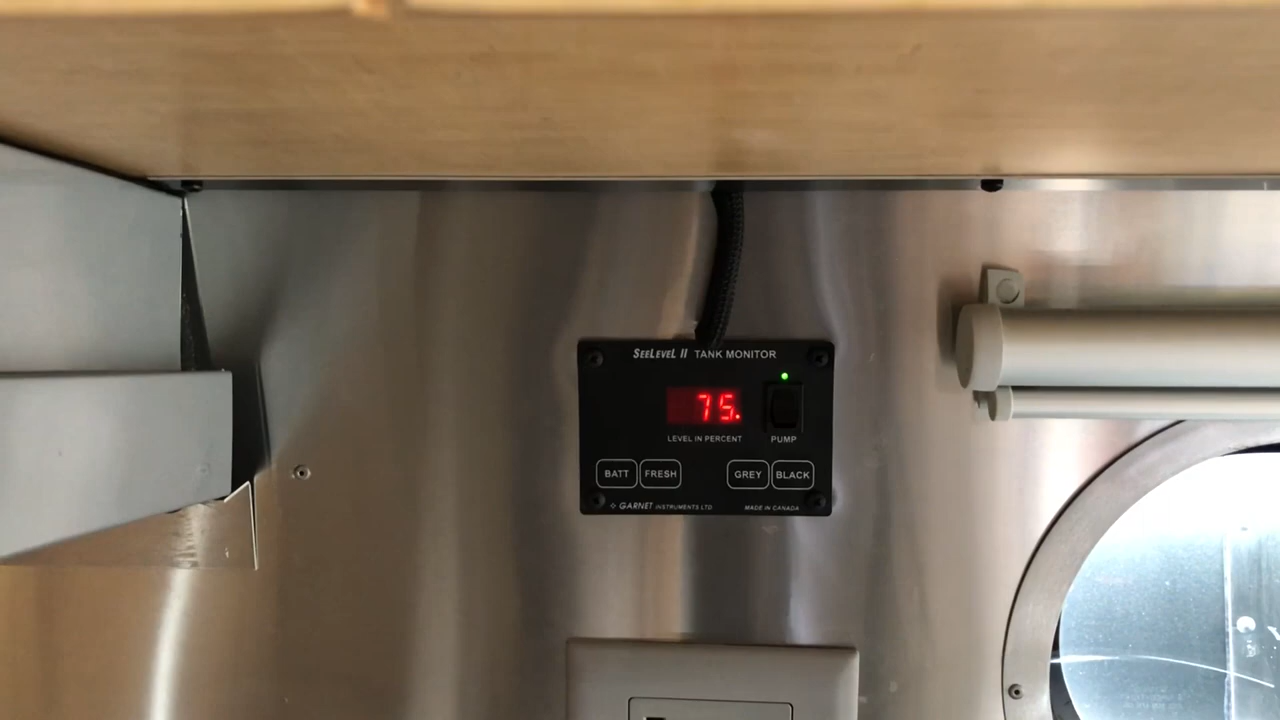 SEELEVEL II TANK MONITOR
75.
LEVEL IN PERCENT
PUMP
BATT FRESH GREY BLACK
GARNET INSTRUMENTS LTD. MADE IN CANADA